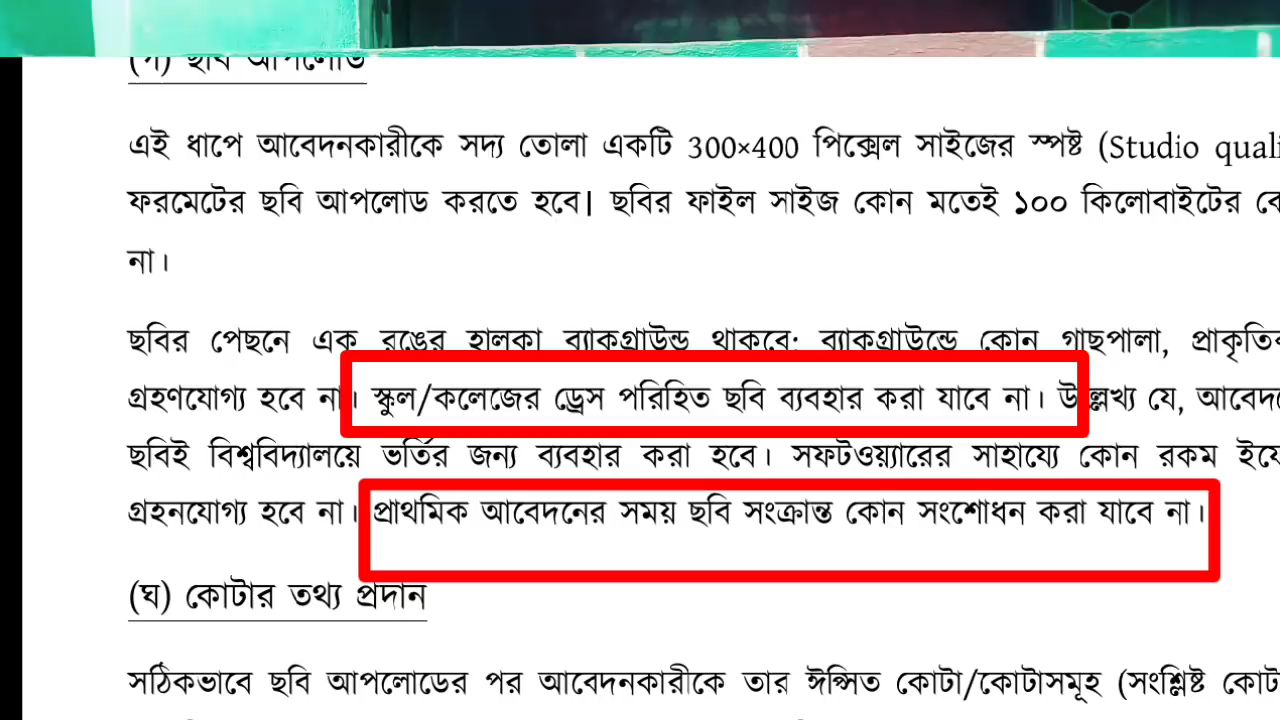 (গ) ছবি আপলোড
এই ধাপে আবেদনকারীকে সদ্য তোলা একটি 300×400 পিক্সেল সাইজের স্পষ্ট (Studio
ফরমেটের ছবি আপলোড করতে হবে। ছবির ফাইল সাইজ কোন মতেই ১০০ কিলোবাইটের
না।
ছবির পেছনে এক রঙের হালকা ব্যাকগ্রাউন্ড থাকবে; ব্যাকগ্রাউন্ডে কোন গাছপালা,
গ্রহণযোগ্য হবে না। স্কুল/কলেজের ড্রেস পরিহিত ছবি ব্যবহার করা যাবে না। উল্লেখ্য যে,
ছবিই বিশ্ববিদ্যালয়ে ভর্তির জন্য ব্যবহার করা হবে। সফটওয়্যারের সাহায্যে কোন রকম
গ্রহনযোগ্য হবে না। প্রাথমিক আবেদনের সময় ছবি সংক্রান্ত কোন সংশোধন করা যাবে না।
(ঘ) কোটার তথ্য প্রদান
সঠিকভাবে ছবি আপলোডের পর আবেদনকারীকে তার ঈপ্সিত কোটা/কোটাসমূহ (সংশ্লিষ্ট